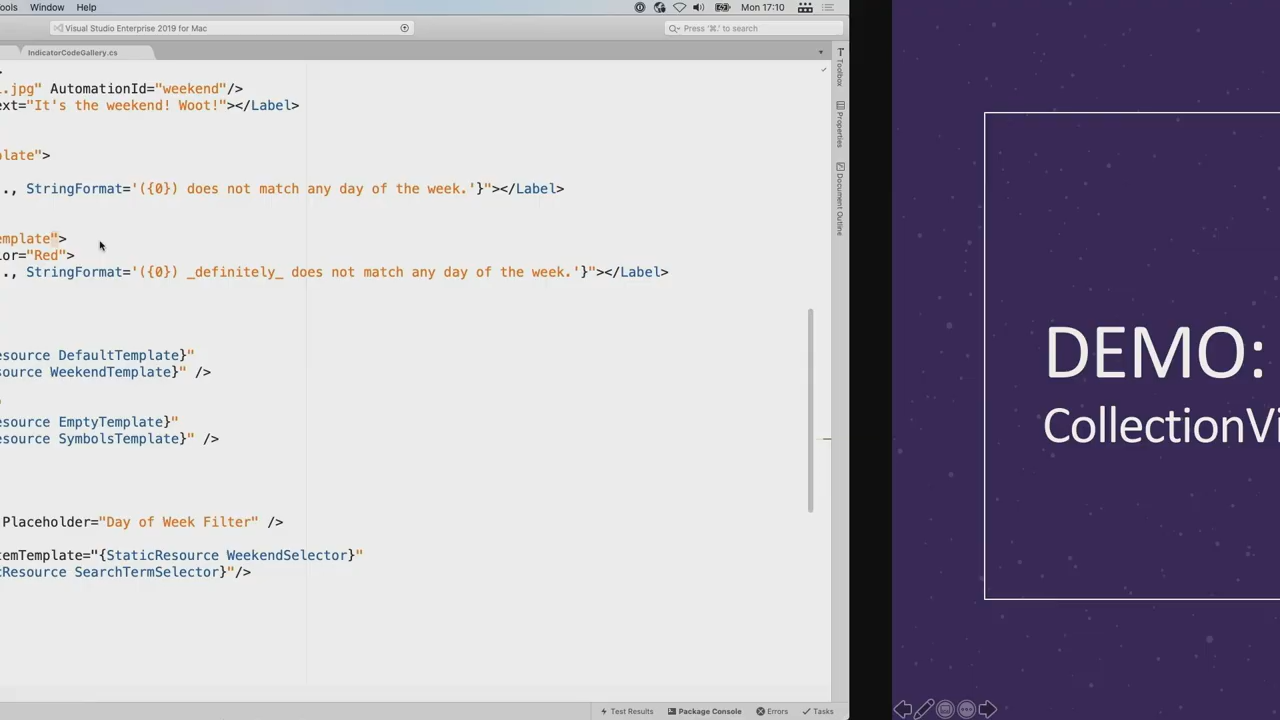 ools Window Help Mon 17:10
Visual Studio Enterprise 2019 for Mac
Press '⌘.' to search
IndicatorCodeGallery.cs
Toolbox
Properties
Document Outline
.jpg" AutomationId="weekend"/>
ext="It's the weekend! Woot!"></Label>
plate">
., StringFormat='({0}) does not match any day of the week.'}"></Label>
emplate">
lor="Red">
., StringFormat='({0}) _definitely_ does not match any day of the week.'}"></Label>
esource DefaultTemplate}"
source WeekendTemplate}" />
esource EmptyTemplate}"
source SymbolsTemplate}" />
Placeholder="Day of Week Filter" />
temTemplate="{StaticResource WeekendSelector}"
cResource SearchTermSelector}"/>
Test Results Package Console Errors Tasks
DEMO:
CollectionVi